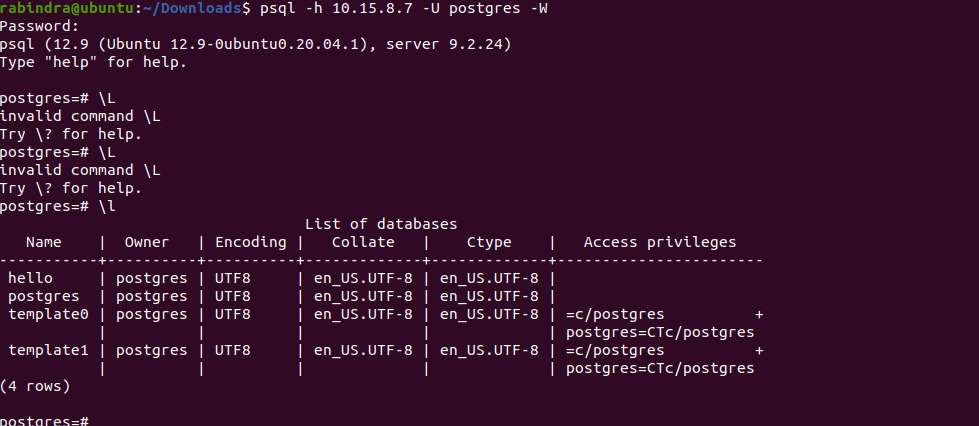 rabindra@ubuntu:~/Downloads$ psql -h 10.15.8.7 -U postgres -W
Password:
psql (12.9 (Ubuntu 12.9-0ubuntu0.20.04.1), server 9.2.24)
Type "help" for help.

postgres=# \L
invalid command \L
Try \? for help.
postgres=# \L
invalid command \L
Try \? for help.
postgres=# \l
                                  List of databases
   Name    |  Owner   | Encoding |   Collate   |    Ctype    |   Access privileges
-----------+----------+----------+-------------+-------------+-----------------------
 hello     | postgres | UTF8     | en_US.UTF-8 | en_US.UTF-8 |
 postgres  | postgres | UTF8     | en_US.UTF-8 | en_US.UTF-8 |
 template0 | postgres | UTF8     | en_US.UTF-8 | en_US.UTF-8 | =c/postgres          +
           |          |          |             |             | postgres=CTc/postgres
 template1 | postgres | UTF8     | en_US.UTF-8 | en_US.UTF-8 | =c/postgres          +
           |          |          |             |             | postgres=CTc/postgres
(4 rows)

postgres=#